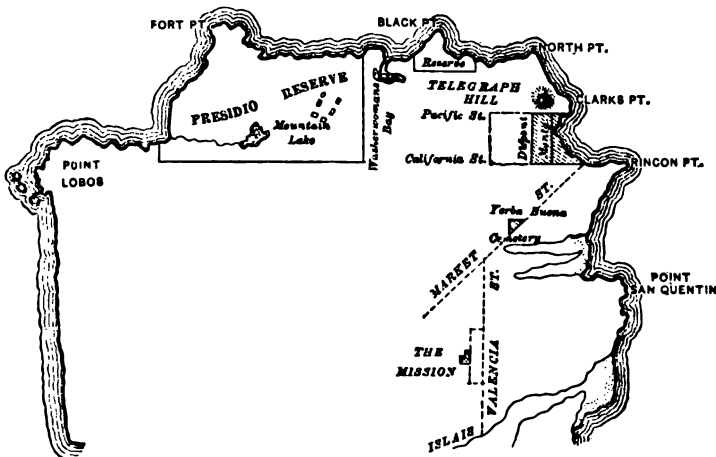 FORT PT.
BLACK PT.
NORTH PT.
Reserve
TELEGRAPH
HILL
LARKS PT.
PRESIDIO RESERVE
Mountain
Lake
Washerwomans
Bay
Pacific St.
Dupont
Montg.
California St.
RINCON PT.
POINT
LOBOS
MARKET ST.
Yerba Buena
Cemetery
POINT
SAN QUENTIN
THE
MISSION
VALENCIA ST.
ISLAIS